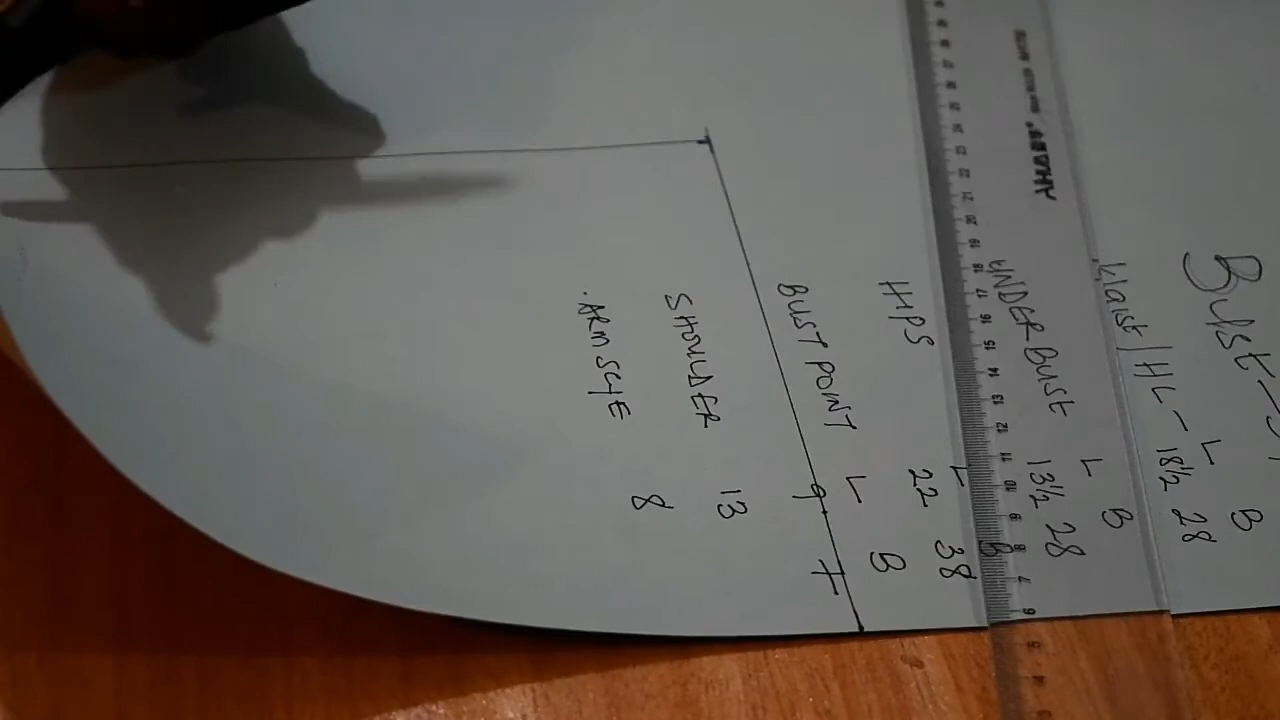 Bust –
Waist / HL –
L B
18½ 28
UNDER BUST
L B
13½ 28
HIPS
L B
22 38
BUST POINT
L B
9 7
SHOULDER 13
ARM SCYE 8